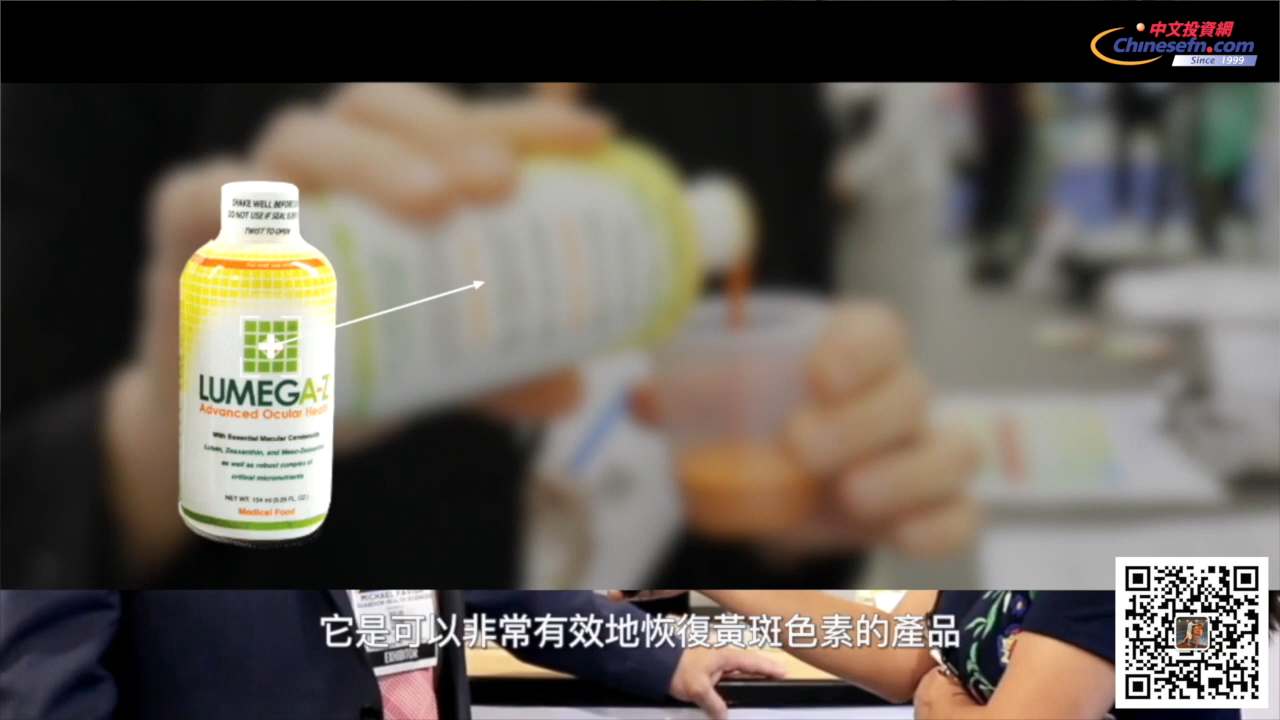 中文投資網
Chinesefn.com
Since 1999
SHAKE WELL BEFORE
DO NOT USE IF SEAL IS
TWIST TO OPEN
LUMEGA-Z
Advanced Ocular Health
With Essential Macular Carotenoids
Lutein, Zeaxanthin, and Meso-Zeaxanthin
as well as robust complex of
critical micronutrients
NET WT. 154 ml (5.25 FL. OZ.)
Medical Food
MICHAEL
EXHIBITOR
它是可以非常有效地恢復黃斑色素的產品